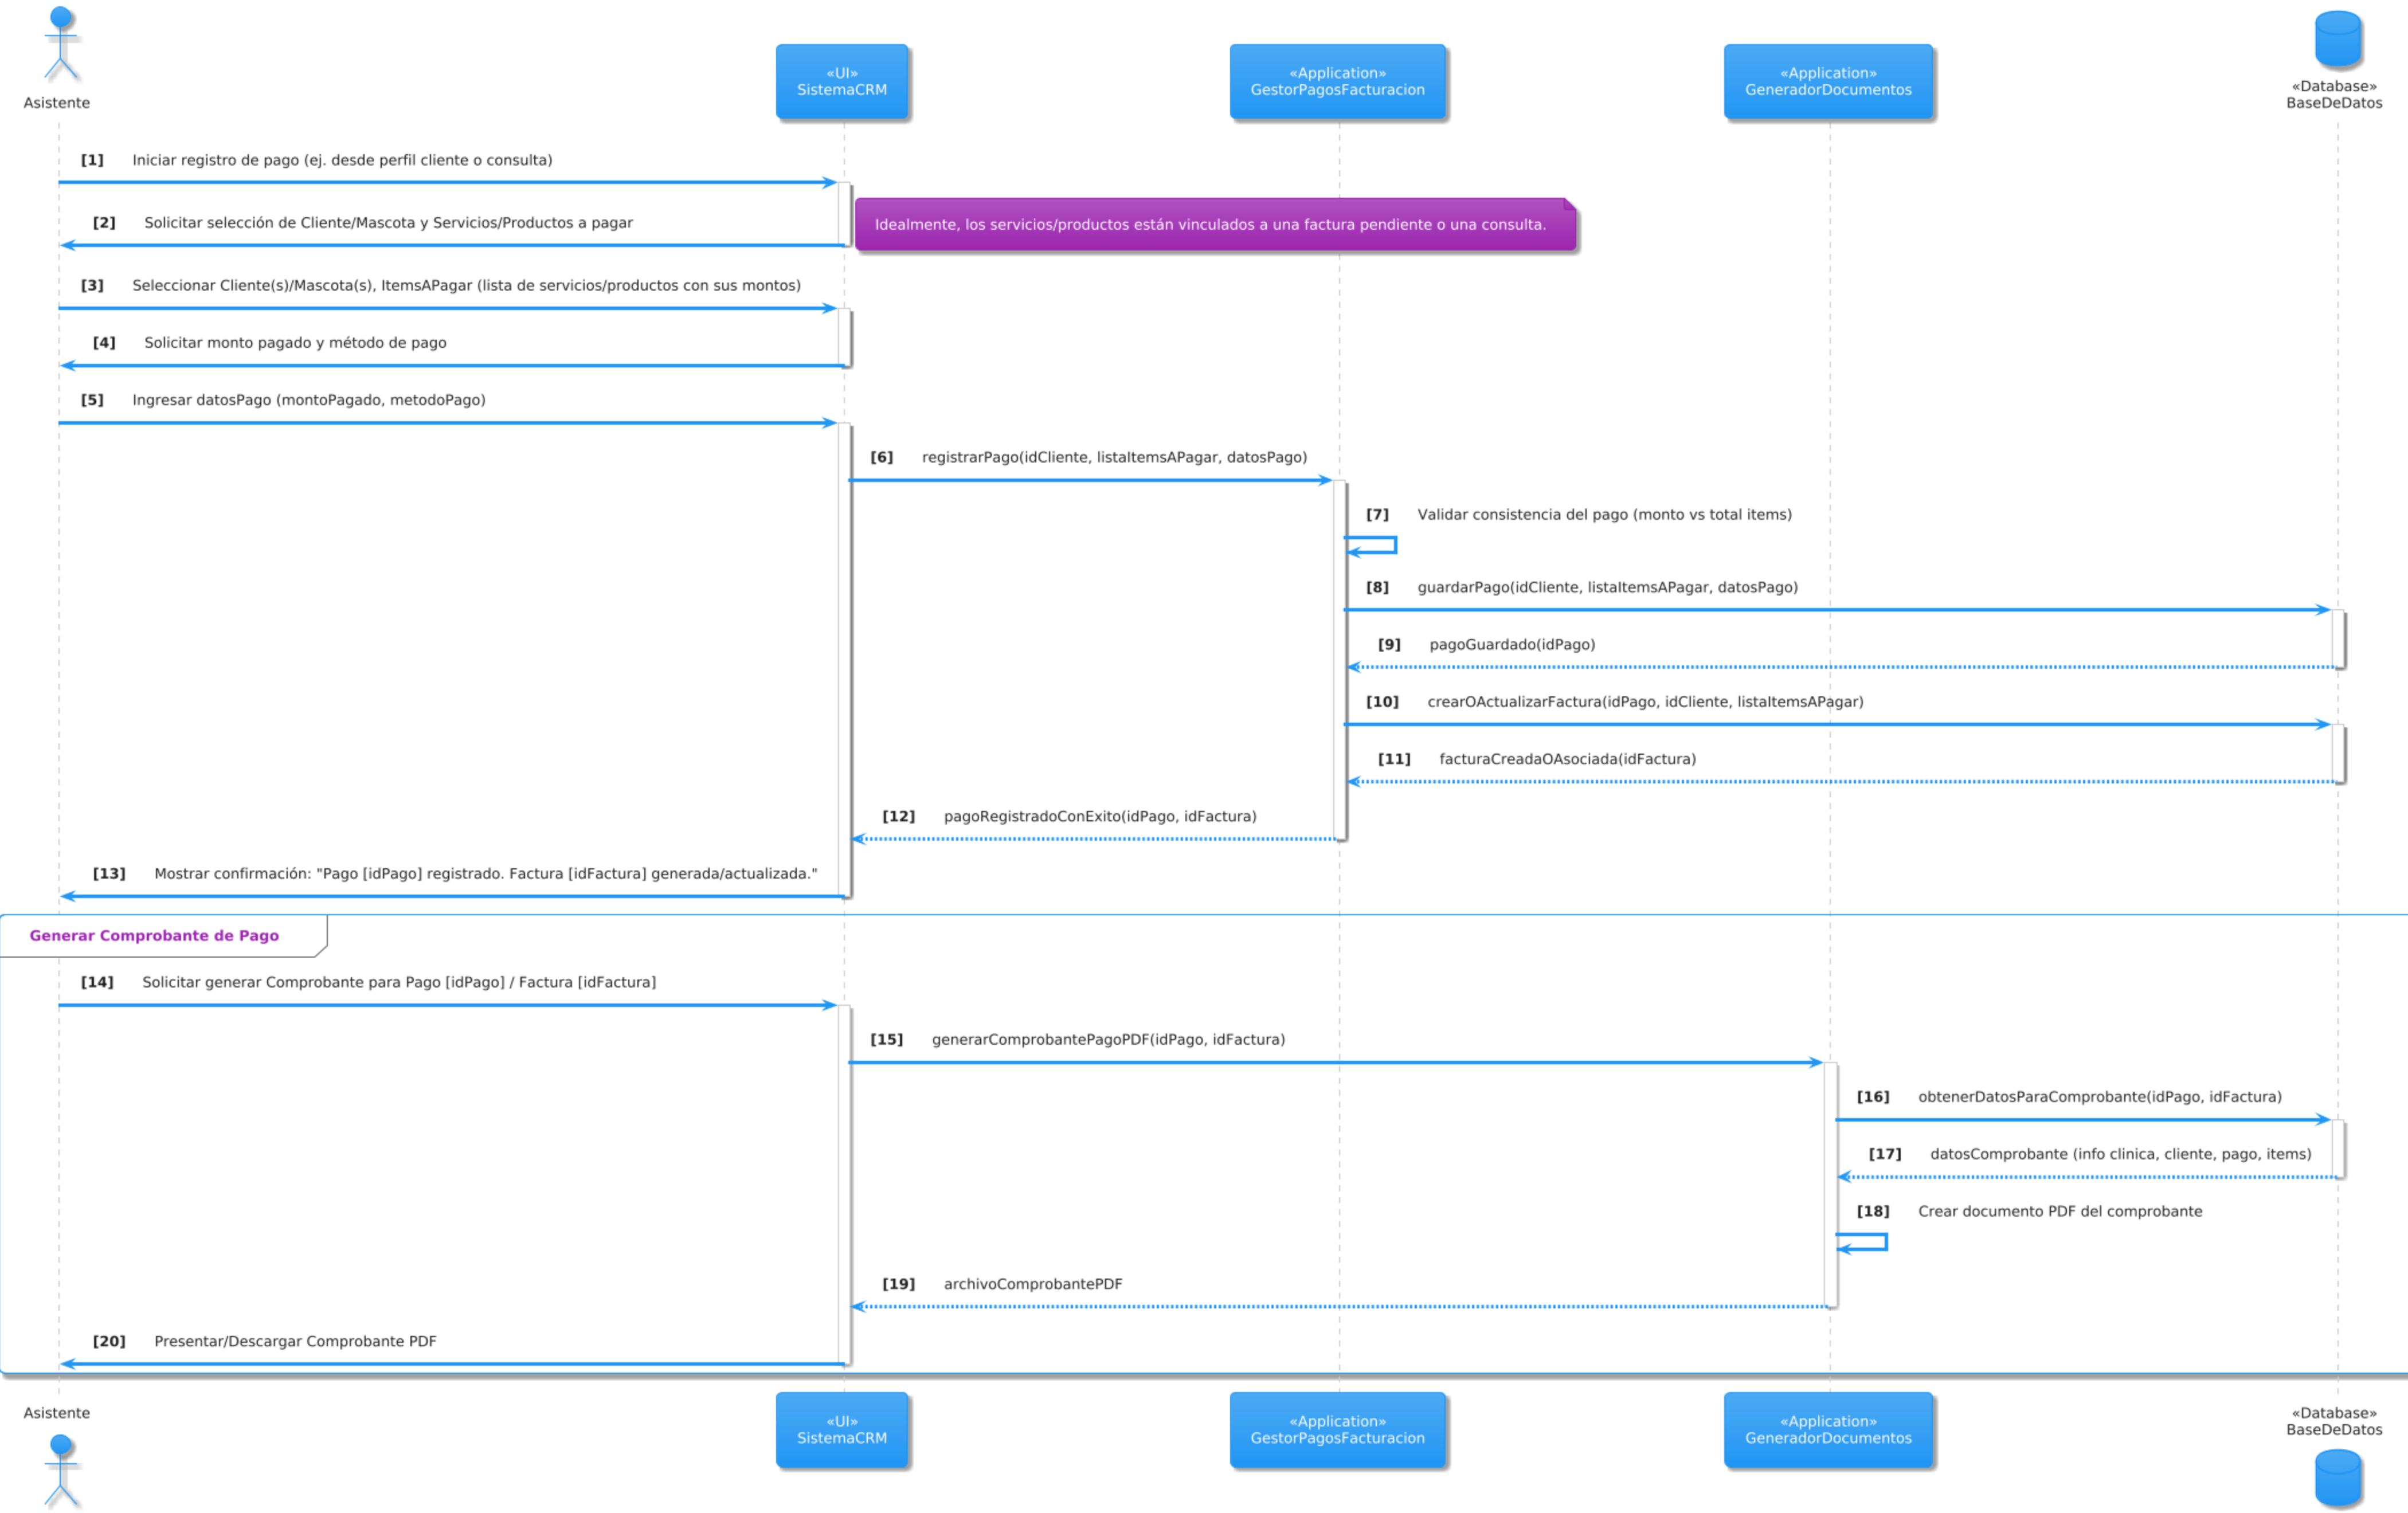 Asistente
«UI»
SistemaCRM
«Application»
GestorPagosFacturacion
«Application»
GeneradorDocumentos
«Database»
BaseDeDatos
[1] Iniciar registro de pago (ej. desde perfil cliente o consulta)
[2] Solicitar selección de Cliente/Mascota y Servicios/Productos a pagar
Idealmente, los servicios/productos están vinculados a una factura pendiente o una consulta.
[3] Seleccionar Cliente(s)/Mascota(s), ItemsAPagar (lista de servicios/productos con sus montos)
[4] Solicitar monto pagado y método de pago
[5] Ingresar datosPago (montoPagado, metodoPago)
[6] registrarPago(idCliente, listaItemsAPagar, datosPago)
[7] Validar consistencia del pago (monto vs total items)
[8] guardarPago(idCliente, listaItemsAPagar, datosPago)
[9] pagoGuardado(idPago)
[10] crearOActualizarFactura(idPago, idCliente, listaItemsAPagar)
[11] facturaCreadaOAsociada(idFactura)
[12] pagoRegistradoConExito(idPago, idFactura)
[13] Mostrar confirmación: "Pago [idPago] registrado. Factura [idFactura] generada/actualizada."
Generar Comprobante de Pago
[14] Solicitar generar Comprobante para Pago [idPago] / Factura [idFactura]
[15] generarComprobantePagoPDF(idPago, idFactura)
[16] obtenerDatosParaComprobante(idPago, idFactura)
[17] datosComprobante (info clinica, cliente, pago, items)
[18] Crear documento PDF del comprobante
[19] archivoComprobantePDF
[20] Presentar/Descargar Comprobante PDF
Asistente
«UI»
SistemaCRM
«Application»
GestorPagosFacturacion
«Application»
GeneradorDocumentos
«Database»
BaseDeDatos